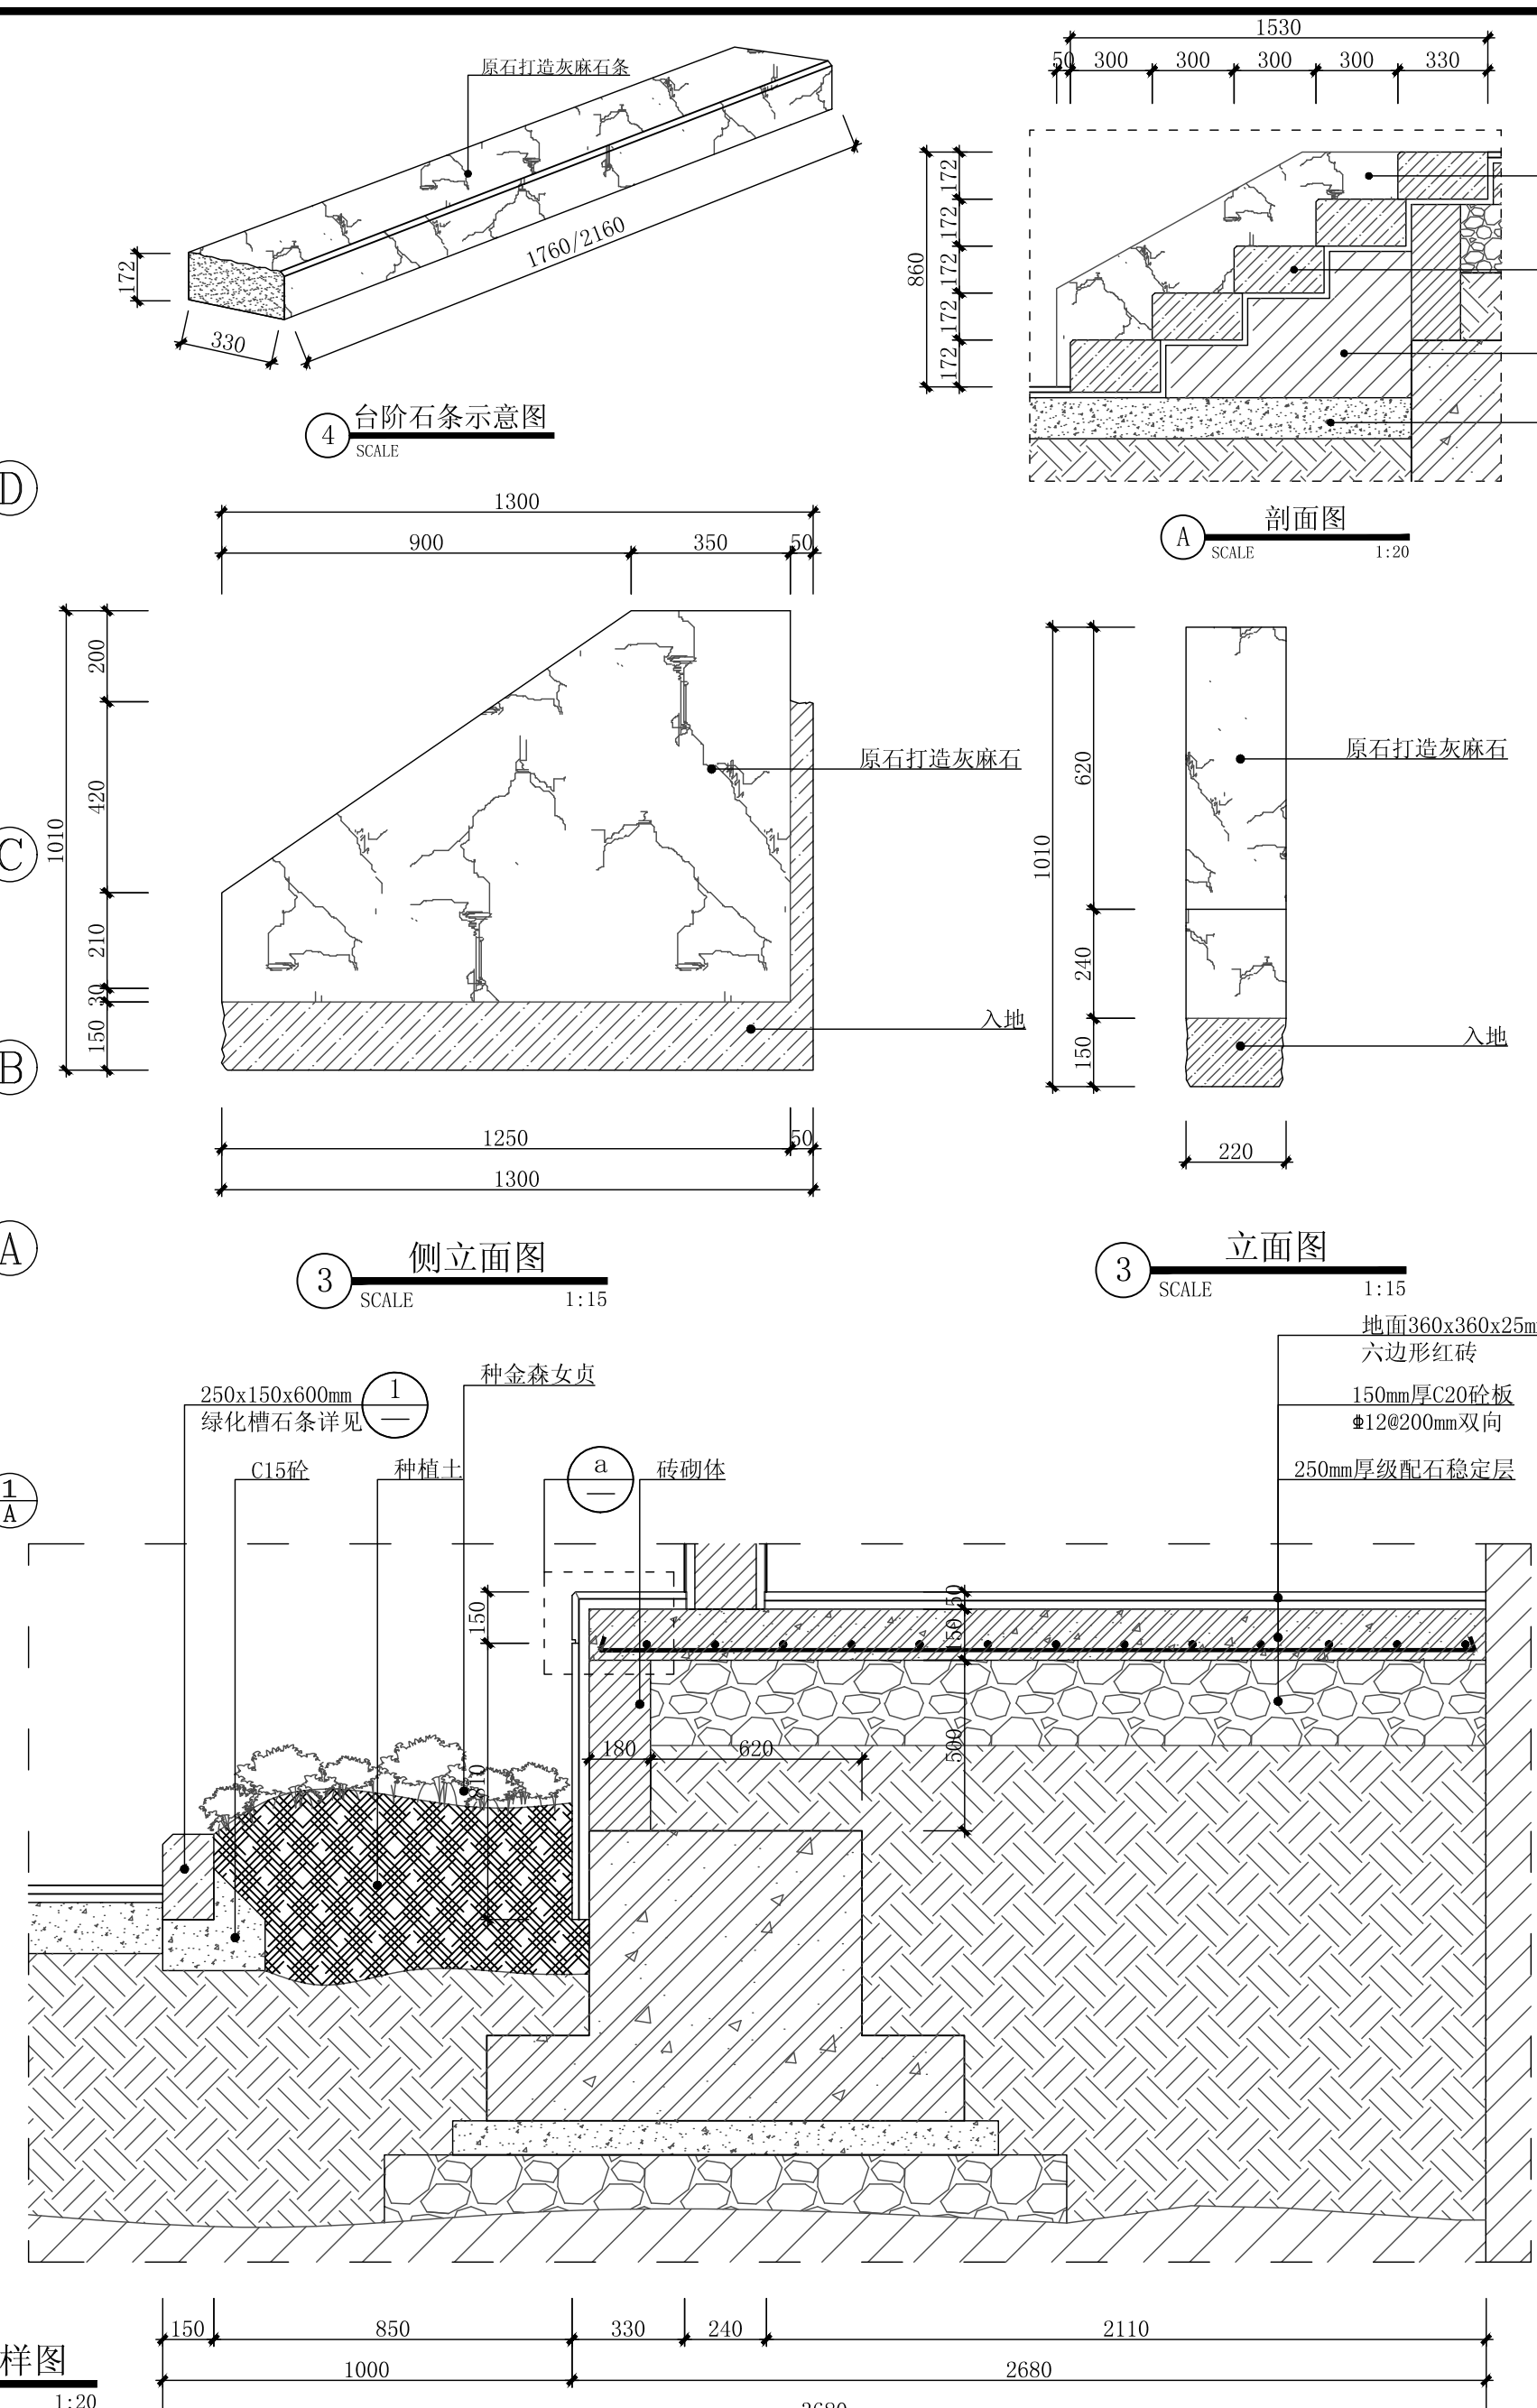 原石打造灰麻石条
172
330
1760/2160
4
台阶石条示意图
SCALE
1530
50 300 300 300 300 330
860
172
172
172
172
172
A
剖面图
SCALE 1:20
D
C
B
A
1300
900 350 50
1010
200
420
210
30
150
原石打造灰麻石
入地
1250 50
1300
3
侧立面图
SCALE 1:15
1010
620
240
150
原石打造灰麻石
入地
220
3
立面图
SCALE 1:15
地面360x360x25m
六边形红砖
150mm厚C20砼板
12@200mm双向
250mm厚级配石稳定层
250x150x600mm
绿化槽石条详见
1
种金森女贞
C15砼
种植土
a
砖砌体
1
A
150
810
50
150
500
180 620
150 850 330 240 2110
1000 2680
样图
1:20